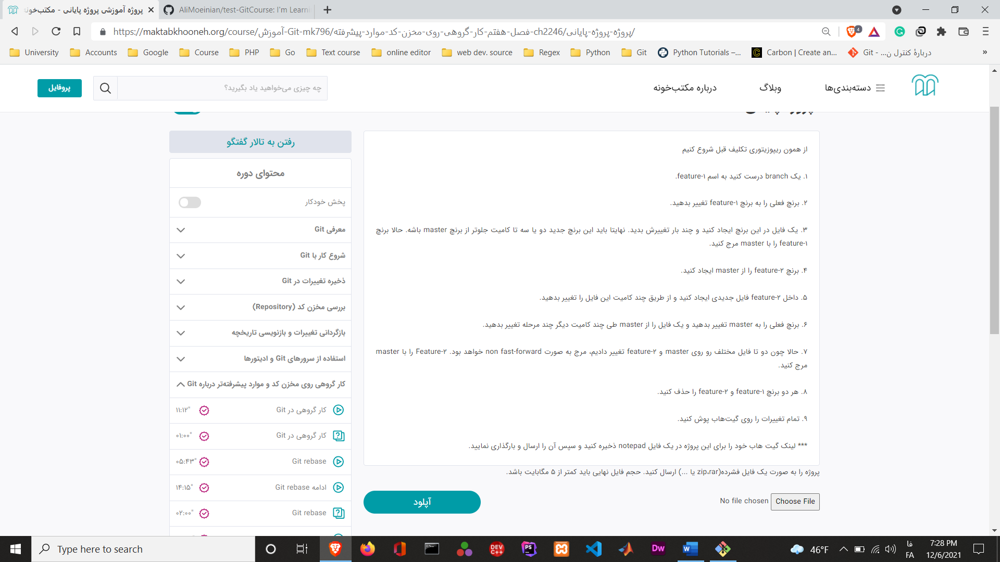 پروژه آموزشی پروژه پایانی - مکتب‌خونه
AliMoeinian/test-GitCourse: I'm Learni
https://maktabkhooneh.org/course/آموزش-Git-mk796/فصل-هفتم-کار-گروهی-روی-مخزن-کد-موارد-پیشرفته-ch2246/پروژه-پروژه-پایانی/
4
University
Accounts
Google
Course
PHP
Go
Text course
online editor
web dev. source
Regex
Python
Git
Python Tutorials –...
Carbon | Create an...
Git - ...دربارهٔ کنترل ن
»
دسته‌بندی‌ها
وبلاگ
درباره مکتب‌خونه
چه چیزی می‌خواهید یاد بگیرید؟
پروفایل
از همون ریپوزیتوری تکلیف قبل شروع کنیم
۱. یک branch درست کنید به اسم feature-۱.
۲. برنچ فعلی را به برنچ feature-۱ تغییر بدهید.
۳. یک فایل در این برنچ ایجاد کنید و چند بار تغییرش بدید. نهایتا باید این برنچ جدید دو یا سه تا کامیت جلوتر از برنچ master باشه. حالا برنچ
feature-۱ را با master مرج کنید.
۴. برنچ feature-۲ را از master ایجاد کنید.
۵. داخل feature-۲ فایل جدیدی ایجاد کنید و از طریق چند کامیت این فایل را تغییر بدهید.
۶. برنچ فعلی را به master تغییر بدهید و یک فایل را از master طی چند کامیت دیگر چند مرحله تغییر بدهید.
۷. حالا چون دو تا فایل مختلف رو روی master و feature-۲ تغییر دادیم، مرج به صورت non fast-forward خواهد بود. Feature-۲ را با master
مرج کنید.
۸. هر دو برنچ feature-۱ و feature-۲ را حذف کنید.
۹. تمام تغییرات را روی گیت‌هاب پوش کنید.
*** لینک گیت هاب خود را برای این پروژه در یک فایل notepad ذخیره کنید و سپس آن را ارسال و بارگذاری نمایید.
پروژه را به صورت یک فایل فشرده(zip،rar یا ...) ارسال کنید. حجم فایل نهایی باید کمتر از ۵ مگابایت باشد.
Choose File
No file chosen
آپلود
رفتن به تالار گفتگو
محتوای دوره
پخش خودکار
معرفی Git
شروع کار با Git
ذخیره تغییرات در Git
بررسی مخزن کد (Repository)
بازگردانی تغییرات و بازنویسی تاریخچه
استفاده از سرورهای Git و ادیتورها
کار گروهی روی مخزن کد و موارد پیشرفته‌تر درباره Git
کار گروهی در Git
۱۱:۱۲"
کار گروهی در Git
۰۱:۰۰"
Git rebase
۰۵:۴۳"
ادامه Git rebase
۱۴:۱۵"
Git rebase
۰۲:۰۰"
Type here to search
DEV C++
PS
Dw
W
46°F
فا
FA
7:28 PM
12/6/2021